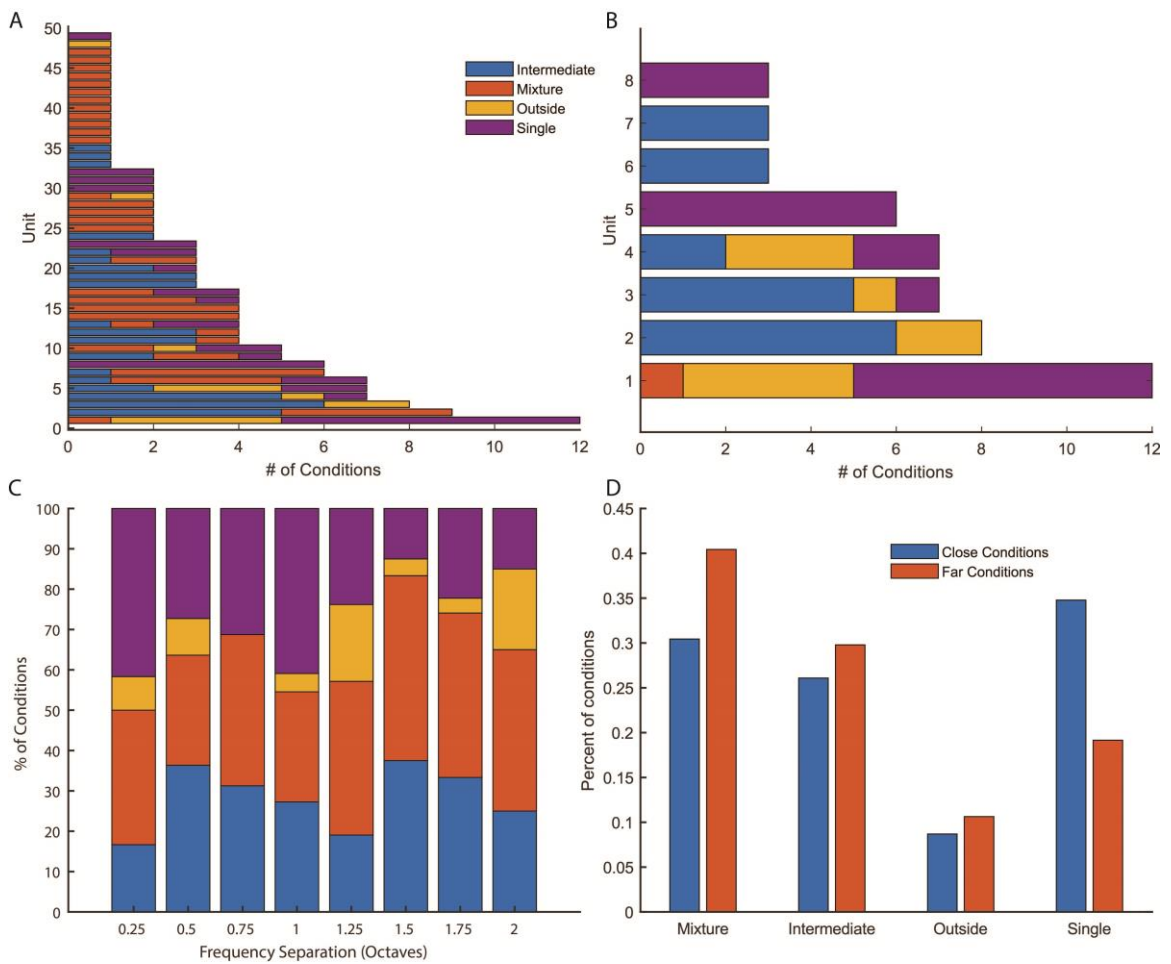 A
50
45
40
35
30
25
20
15
10
5
0
Unit
Intermediate
Mixture
Outside
Single
0 2 4 6 8 10 12
# of Conditions
B
8
7
6
5
4
3
2
1
Unit
0 2 4 6 8 10 12
# of Conditions
C
100
90
80
70
60
50
40
30
20
10
0
% of Conditions
0.25 0.5 0.75 1 1.25 1.5 1.75 2
Frequency Separation (Octaves)
D
0.45
0.4
0.35
0.3
0.25
0.2
0.15
0.1
0.05
0
Percent of conditions
Close Conditions
Far Conditions
Mixture Intermediate Outside Single